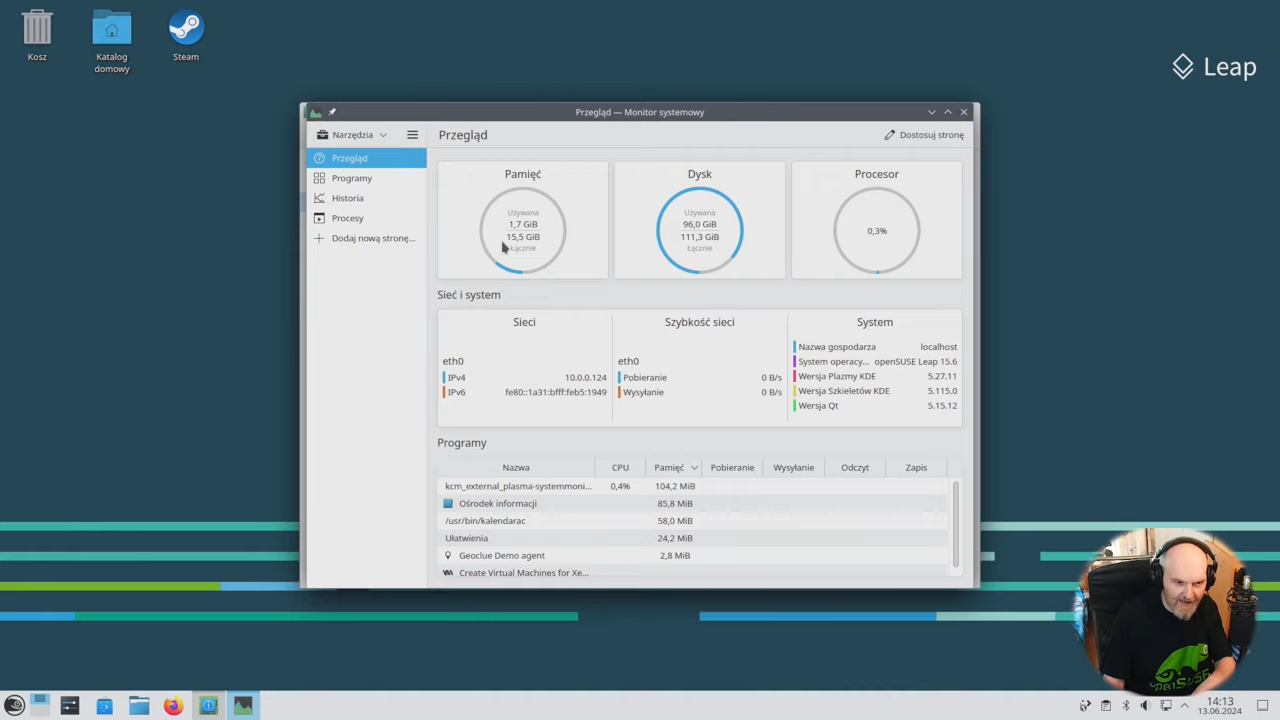 Kosz
Katalog
domowy
Steam
Leap
Przegląd — Monitor systemowy
Narzędzia
Przegląd
Dostosuj stronę
Przegląd
Programy
Historia
Procesy
Dodaj nową stronę...
Pamięć
Używana
1,7 GiB
15,5 GiB
Łącznie
Dysk
Używana
96,0 GiB
111,3 GiB
Łącznie
Procesor
0,3%
Sieć i system
Sieci
eth0
IPv4 10.0.0.124
IPv6 fe80::1a31:bfff:feb5:1949
Szybkość sieci
eth0
Pobieranie 0 B/s
Wysyłanie 0 B/s
System
Nazwa gospodarza localhost
System operacy... openSUSE Leap 15.6
Wersja Plazmy KDE 5.27.11
Wersja Szkieletów KDE 5.115.0
Wersja Qt 5.15.12
Programy
Nazwa CPU Pamięć Pobieranie Wysyłanie Odczyt Zapis
kcm_external_plasma-systemmoni... 0,4% 104,2 MiB
Ośrodek informacji 85,8 MiB
/usr/bin/kalendarac 58,0 MiB
Ułatwienia 24,2 MiB
Geoclue Demo agent 2,8 MiB
Create Virtual Machines for Xe...
openSUSE
14:13
13.06.2024